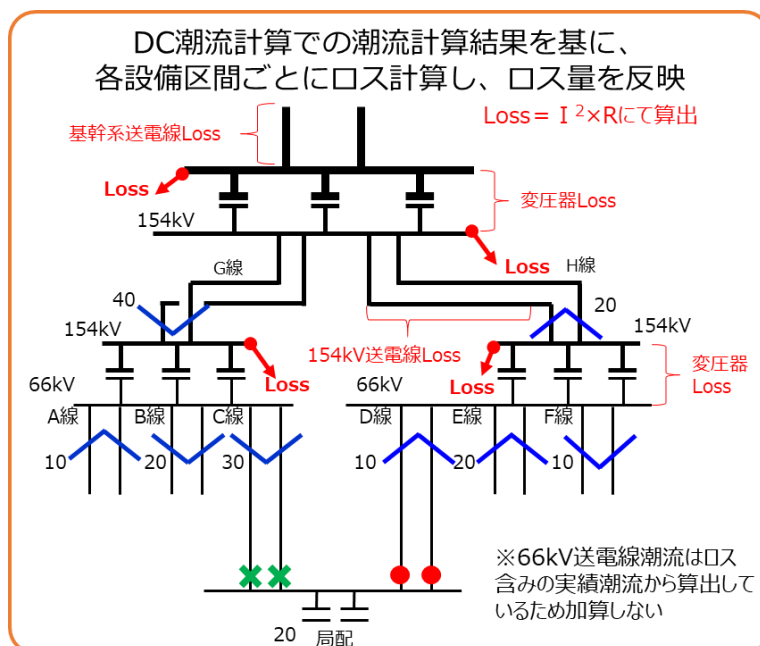 DC潮流計算での潮流計算結果を基に、
各設備区間ごとにロス計算し、ロス量を反映
Loss= I ²×Rにて算出
基幹系送電線Loss
Loss
変圧器Loss
154kV
Loss
G線
H線
40
20
154kV
154kV
154kV送電線Loss
Loss
Loss
変圧器
Loss
66kV
66kV
A線
B線
C線
D線
E線
F線
10
20
30
10
20
10
※66kV送電線潮流はロス
含みの実績潮流から算出して
いるため加算しない
20
局配